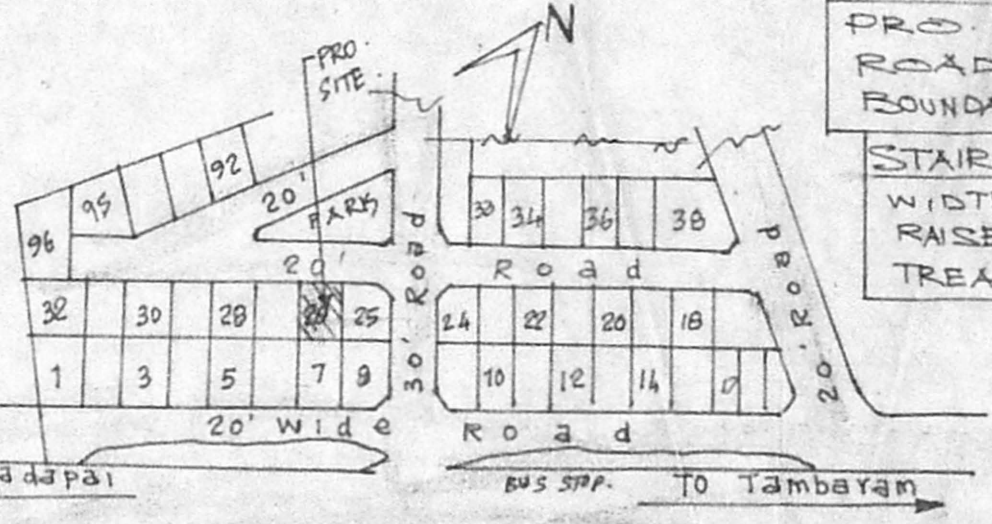 N
PRO.
SITE
PRO.
ROAD
BOUNDA
STAIR
WIDT
RAISE
TREA
92
95
96
20'
PARK
20' Road
30' Road
20' Road
33 34 36 38
32 30 28 26 25
24 22 20 18
1 3 5 7 8
10 12 14 17
20' Wide Road
adapai
BUS STOP.
To Tambaram